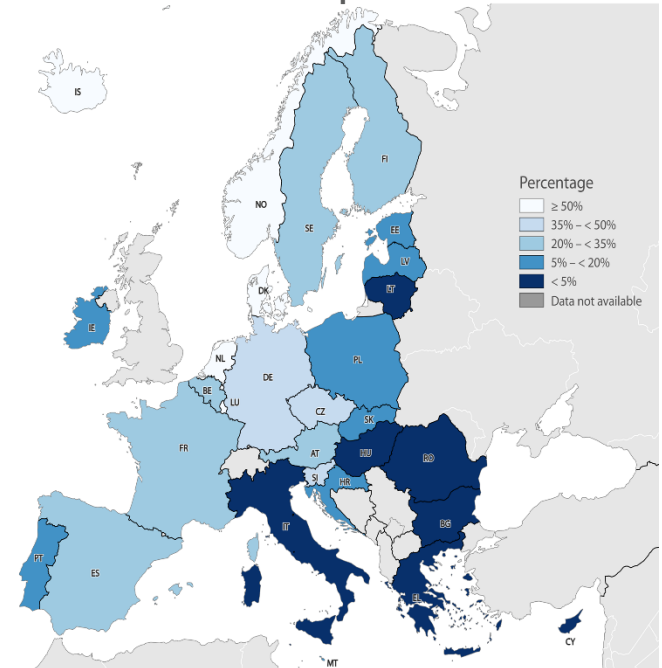 IS
FI
NO
SE
Percentage
≥ 50%
35% – < 50%
20% – < 35%
5% – < 20%
< 5%
Data not available
EE
LV
DK
LT
IE
NL
PL
DE
BE
LU
CZ
SK
FR
AT
HU
RO
SI
HR
BG
IT
PT
ES
EL
CY
MT